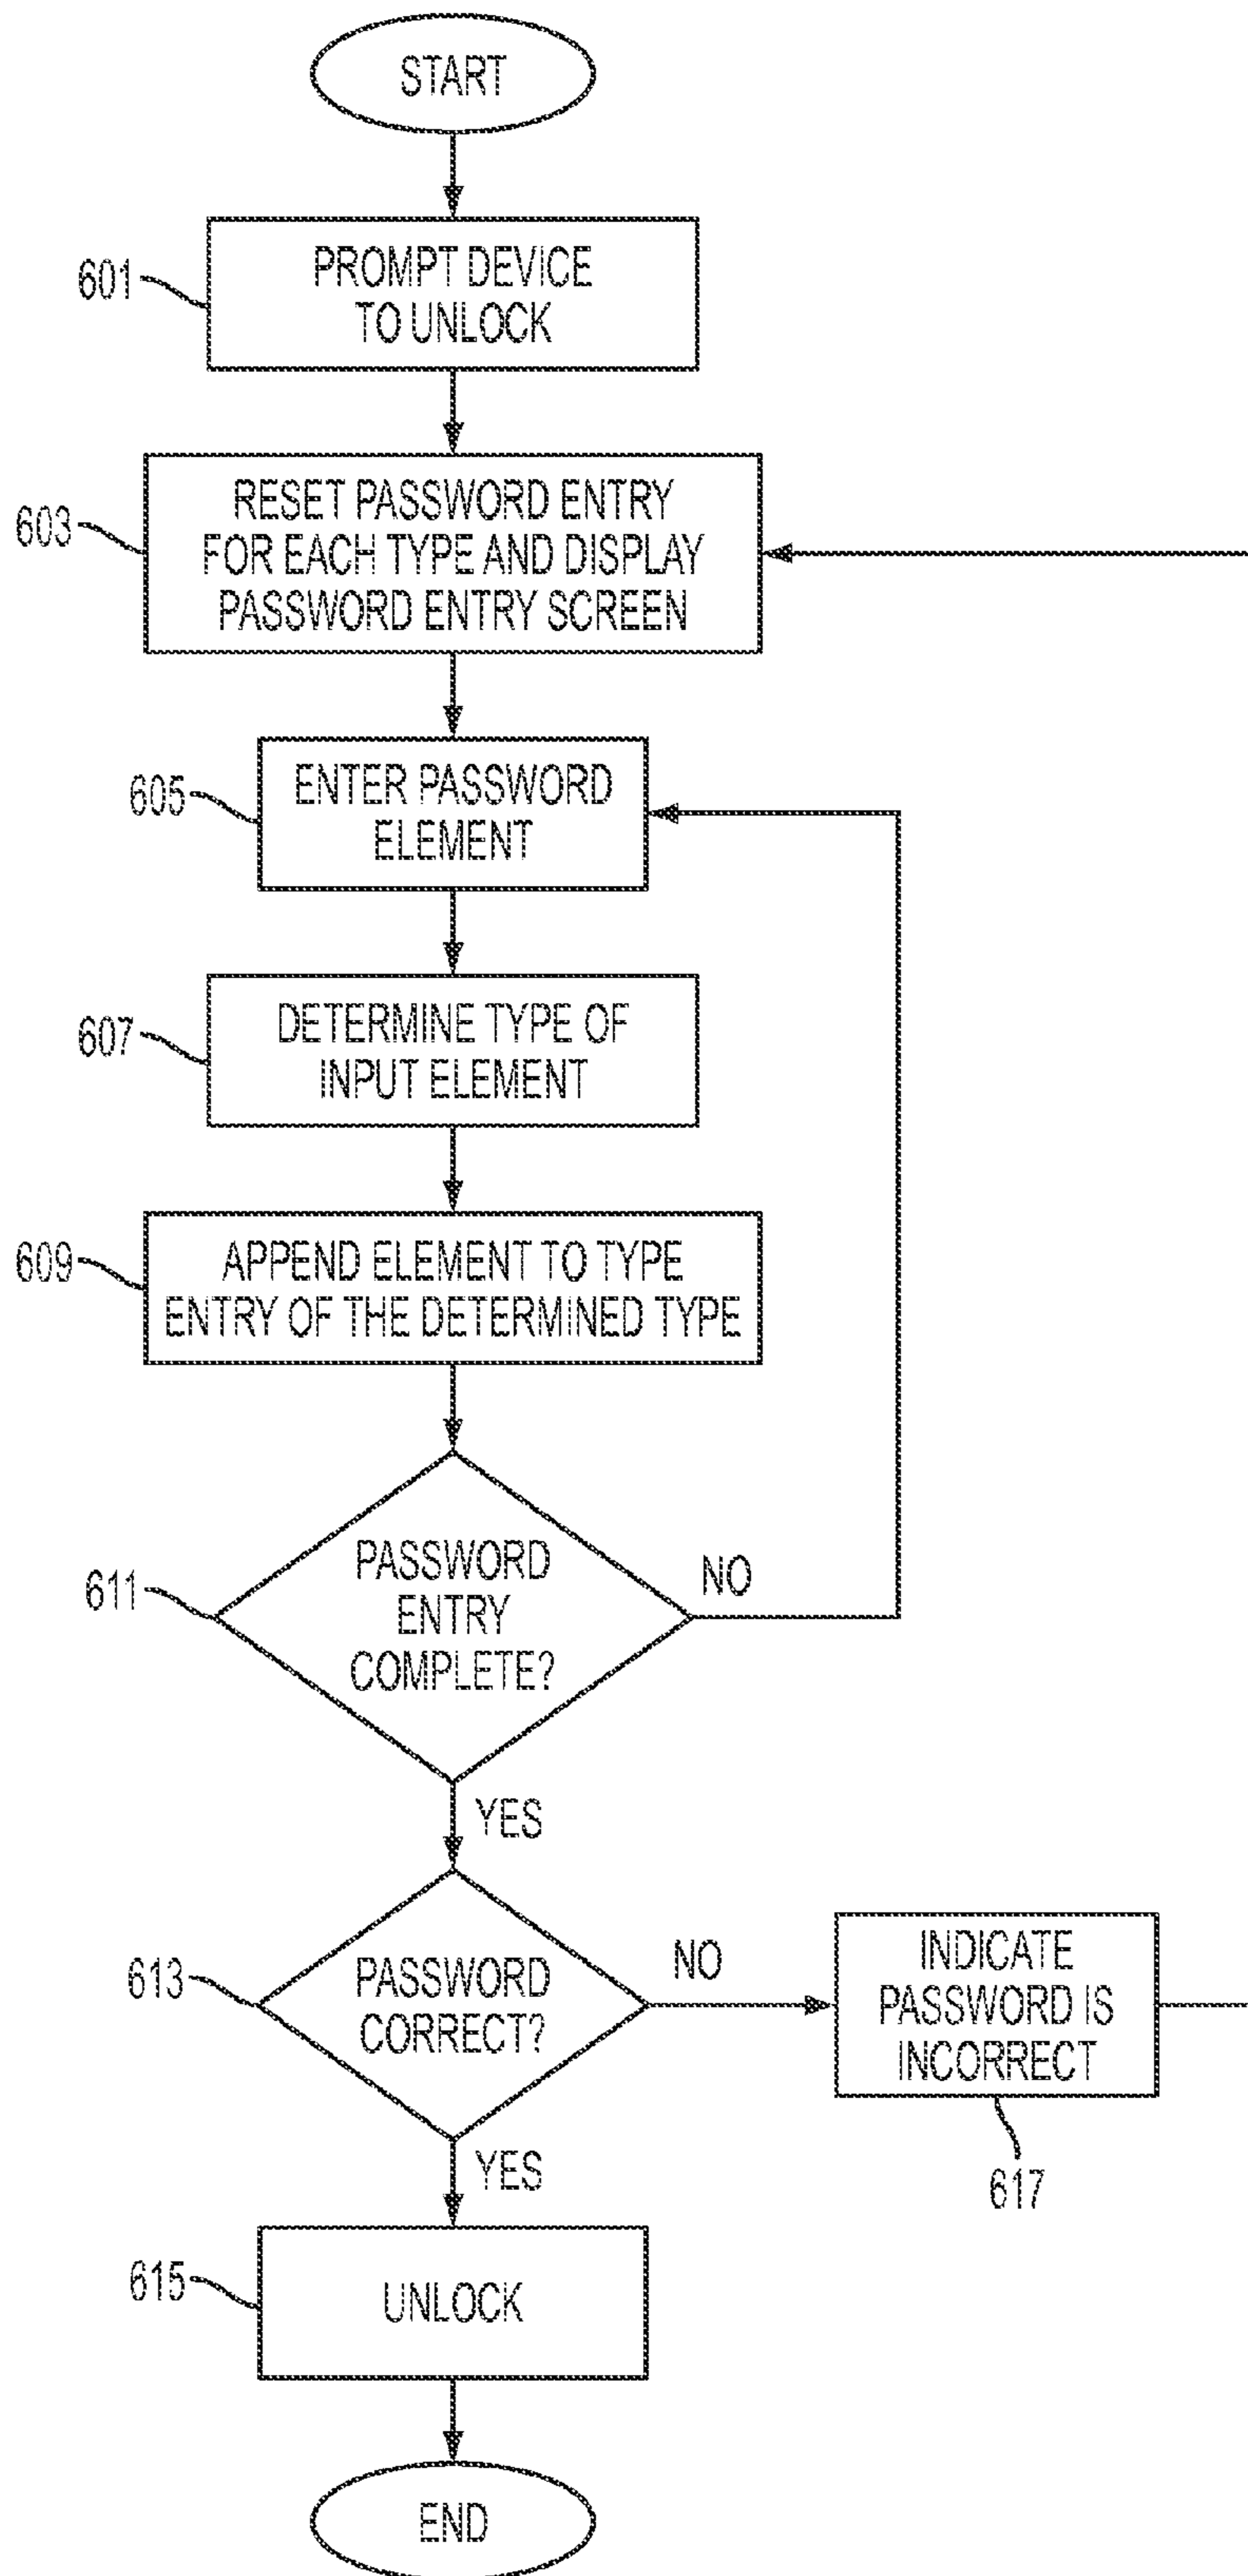 START
601
PROMPT DEVICE
TO UNLOCK
603
RESET PASSWORD ENTRY
FOR EACH TYPE AND DISPLAY
PASSWORD ENTRY SCREEN
605
ENTER PASSWORD
ELEMENT
607
DETERMINE TYPE OF
INPUT ELEMENT
609
APPEND ELEMENT TO TYPE
ENTRY OF THE DETERMINED TYPE
611
PASSWORD
ENTRY
COMPLETE?
NO
YES
613
PASSWORD
CORRECT?
NO
INDICATE
PASSWORD IS
INCORRECT
617
YES
615
UNLOCK
END